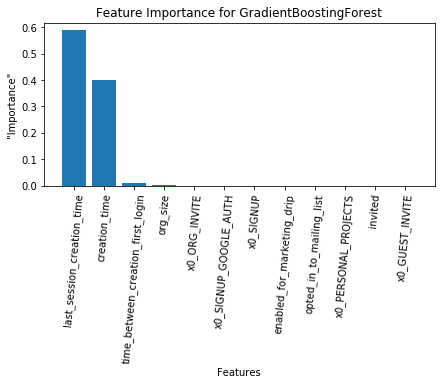 Feature Importance for GradientBoostingForest
0.6
0.5
0.4
0.3
0.2
0.1
0.0
"Importance"
last_session_creation_time
creation_time
time_between_creation_first_login
org_size
x0_ORG_INVITE
x0_SIGNUP_GOOGLE_AUTH
x0_SIGNUP
enabled_for_marketing_drip
opted_in_to_mailing_list
x0_PERSONAL_PROJECTS
invited
x0_GUEST_INVITE
Features